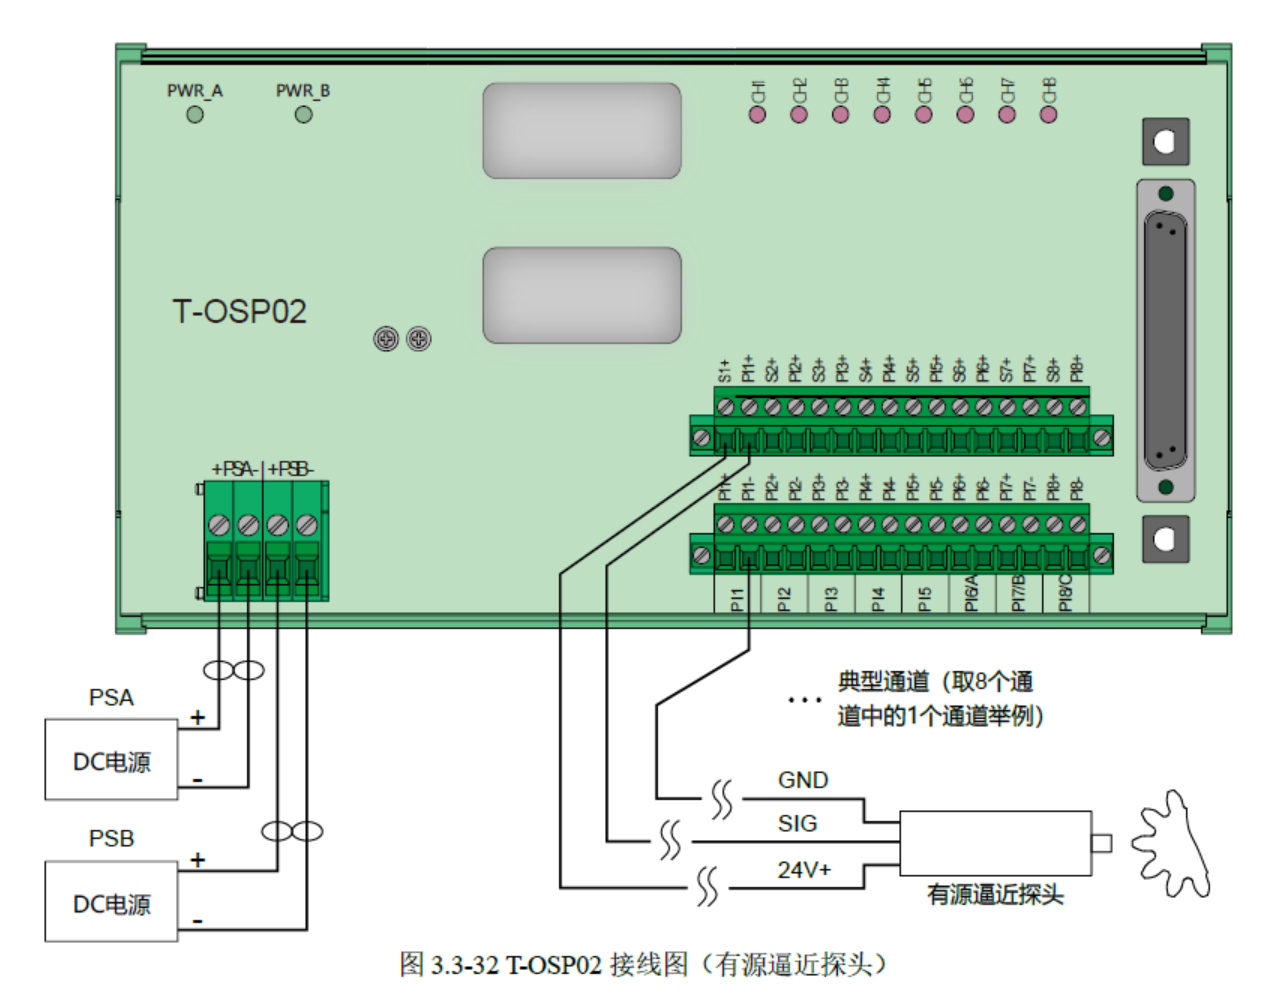 PWR_A PWR_B CH1 CH2 CH3 CH4 CH5 CH6 CH7 CH8
T-OSP02
S1+ PI1+ S2+ PI2+ S3+ PI3+ S4+ PI4+ S5+ PI5+ S6+ PI6+ S7+ PI7+ S8+ PI8+
+PSA-|+PSB-
PI1+ PI1- PI2+ PI2- PI3+ PI3- PI4+ PI4- PI5+ PI5- PI6+ PI6- PI7+ PI7- PI8+ PI8-
PI1 PI2 PI3 PI4 PI5 PI6/A PI7/B PI8/C
PSA
+
DC电源
-
PSB
+
DC电源
-
... 典型通道（取8个通
道中的1个通道举例）
GND
SIG
24V+
有源逼近探头
图 3.3-32 T-OSP02 接线图（有源逼近探头）